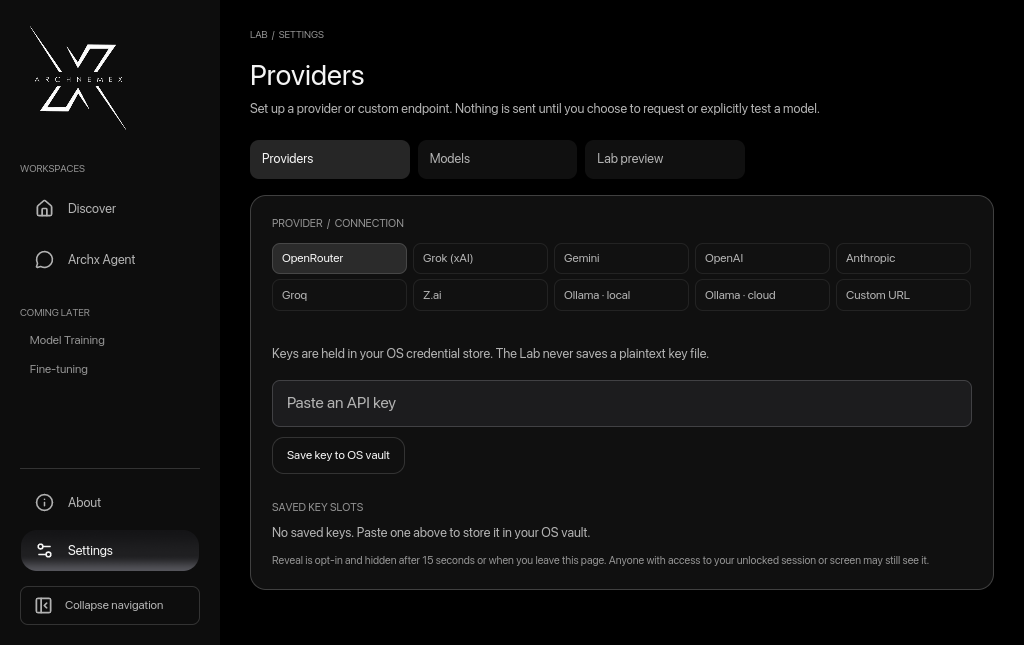 ARCHNEMEX
WORKSPACES
Discover
Archx Agent
COMING LATER
Model Training
Fine-tuning
About
Settings
Collapse navigation
LAB / SETTINGS
Providers
Set up a provider or custom endpoint. Nothing is sent until you choose to request or explicitly test a model.
Providers
Models
Lab preview
PROVIDER / CONNECTION
OpenRouter
Grok (xAI)
Gemini
OpenAI
Anthropic
Groq
Z.ai
Ollama · local
Ollama · cloud
Custom URL
Keys are held in your OS credential store. The Lab never saves a plaintext key file.
Paste an API key
Save key to OS vault
SAVED KEY SLOTS
No saved keys. Paste one above to store it in your OS vault.
Reveal is opt-in and hidden after 15 seconds or when you leave this page. Anyone with access to your unlocked session or screen may still see it.